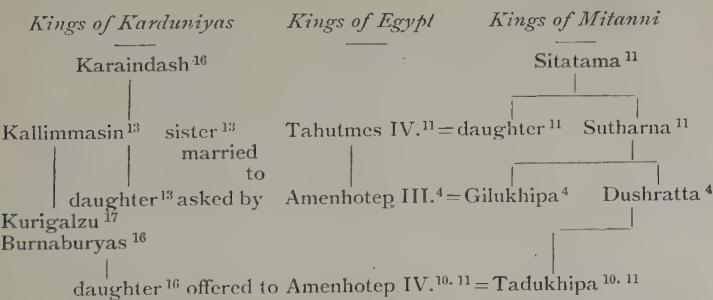 Kings of Karduniyas Kings of Egypt Kings of Mitanni
Karaindash 16 Sitatama 11
Kallimmasin 13 sister 13 Tahutmes IV. 11 = daughter 11 Sutharna 11
married
to
daughter 13 asked by Amenhotep III. 4 = Gilukhipa 4 Dushratta 4
Kurigalzu 17
Burnaburyas 16
daughter 16 offered to Amenhotep IV. 10. 11 = Tadukhipa 10. 11